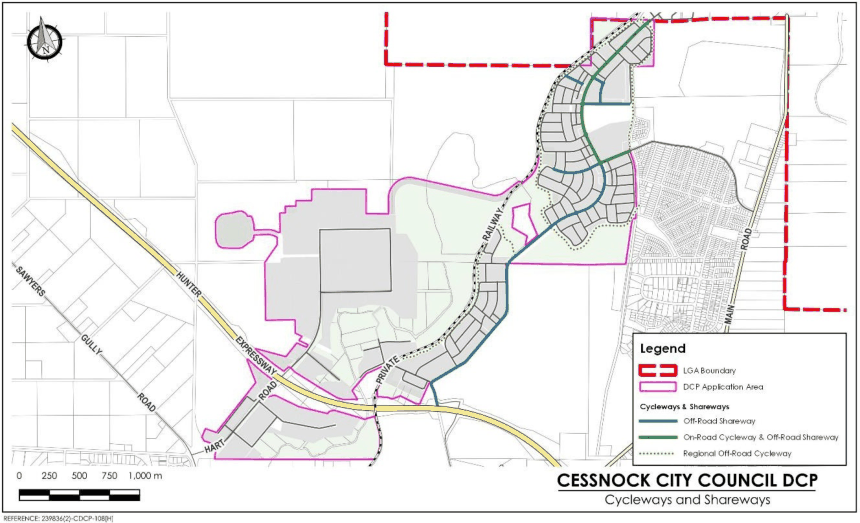 N
RAILWAY
PRIVATE
HUNTER
EXPRESSWAY
SAWYERS
GULLY
ROAD
HART ROAD
MAIN ROAD
Legend
LGA Boundary
DCP Application Area
Cycleways & Shareways
Off-Road Shareway
On-Road Cycleway & Off-Road Shareway
Regional Off-Road Cycleway
0 250 500 750 1,000 m
CESSNOCK CITY COUNCIL DCP
Cycleways and Shareways
REFERENCE: 239836(2)-CDCP-108[H]